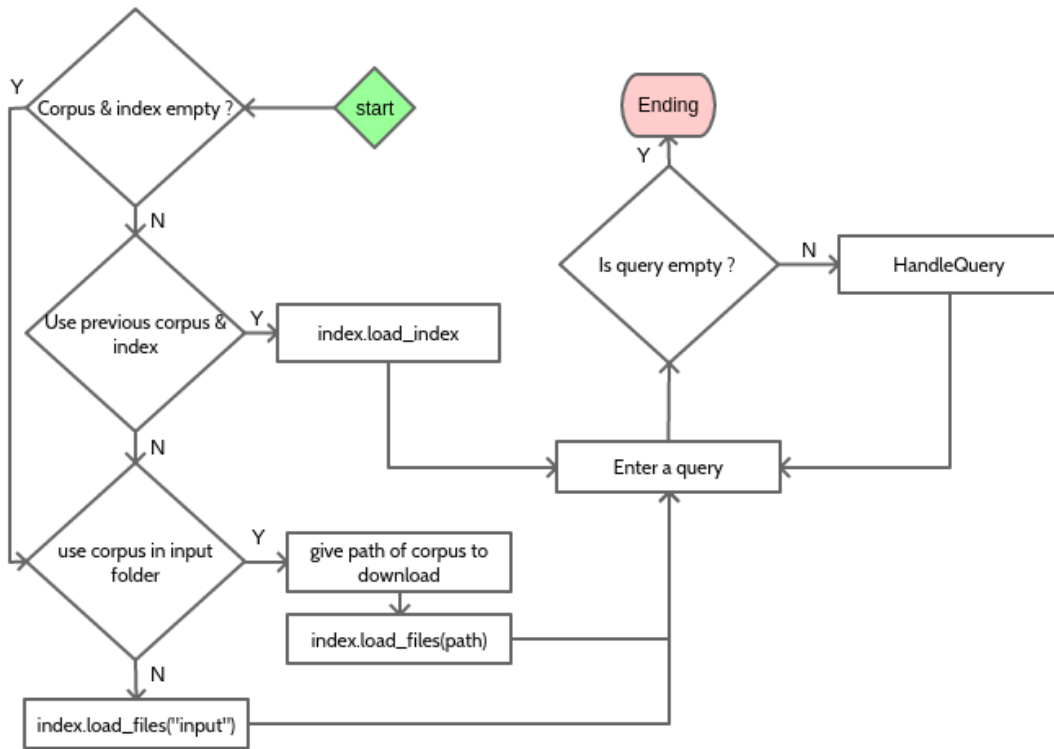 Y
Corpus & index empty ?
start
Ending
Y
N
Is query empty ?
N
HandleQuery
Use previous corpus &
index
Y
index.load_index
N
Enter a query
use corpus in input
folder
Y
give path of corpus to
download
index.load_files(path)
N
index.load_files("input")